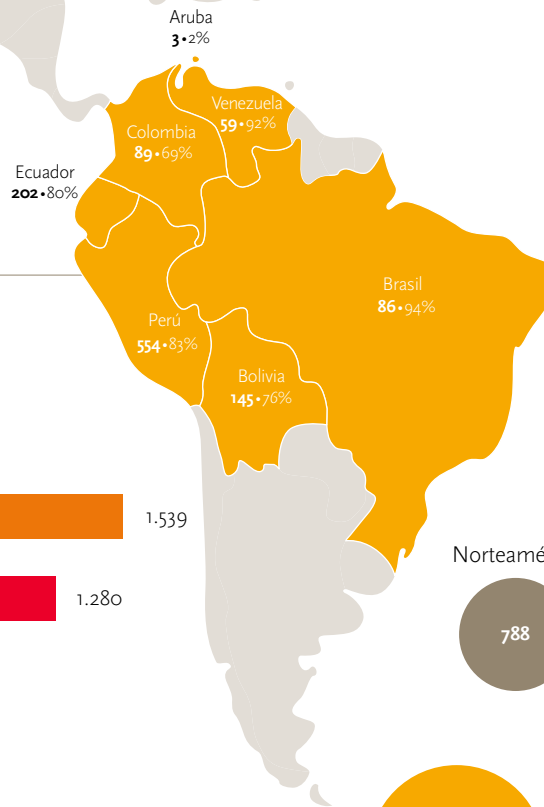 Aruba
3•2%
Venezuela
59•92%
Colombia
89•69%
Ecuador
202•80%
Brasil
86•94%
Perú
554•83%
Bolivia
145•76%
1.539
Norteamé
1.280
788